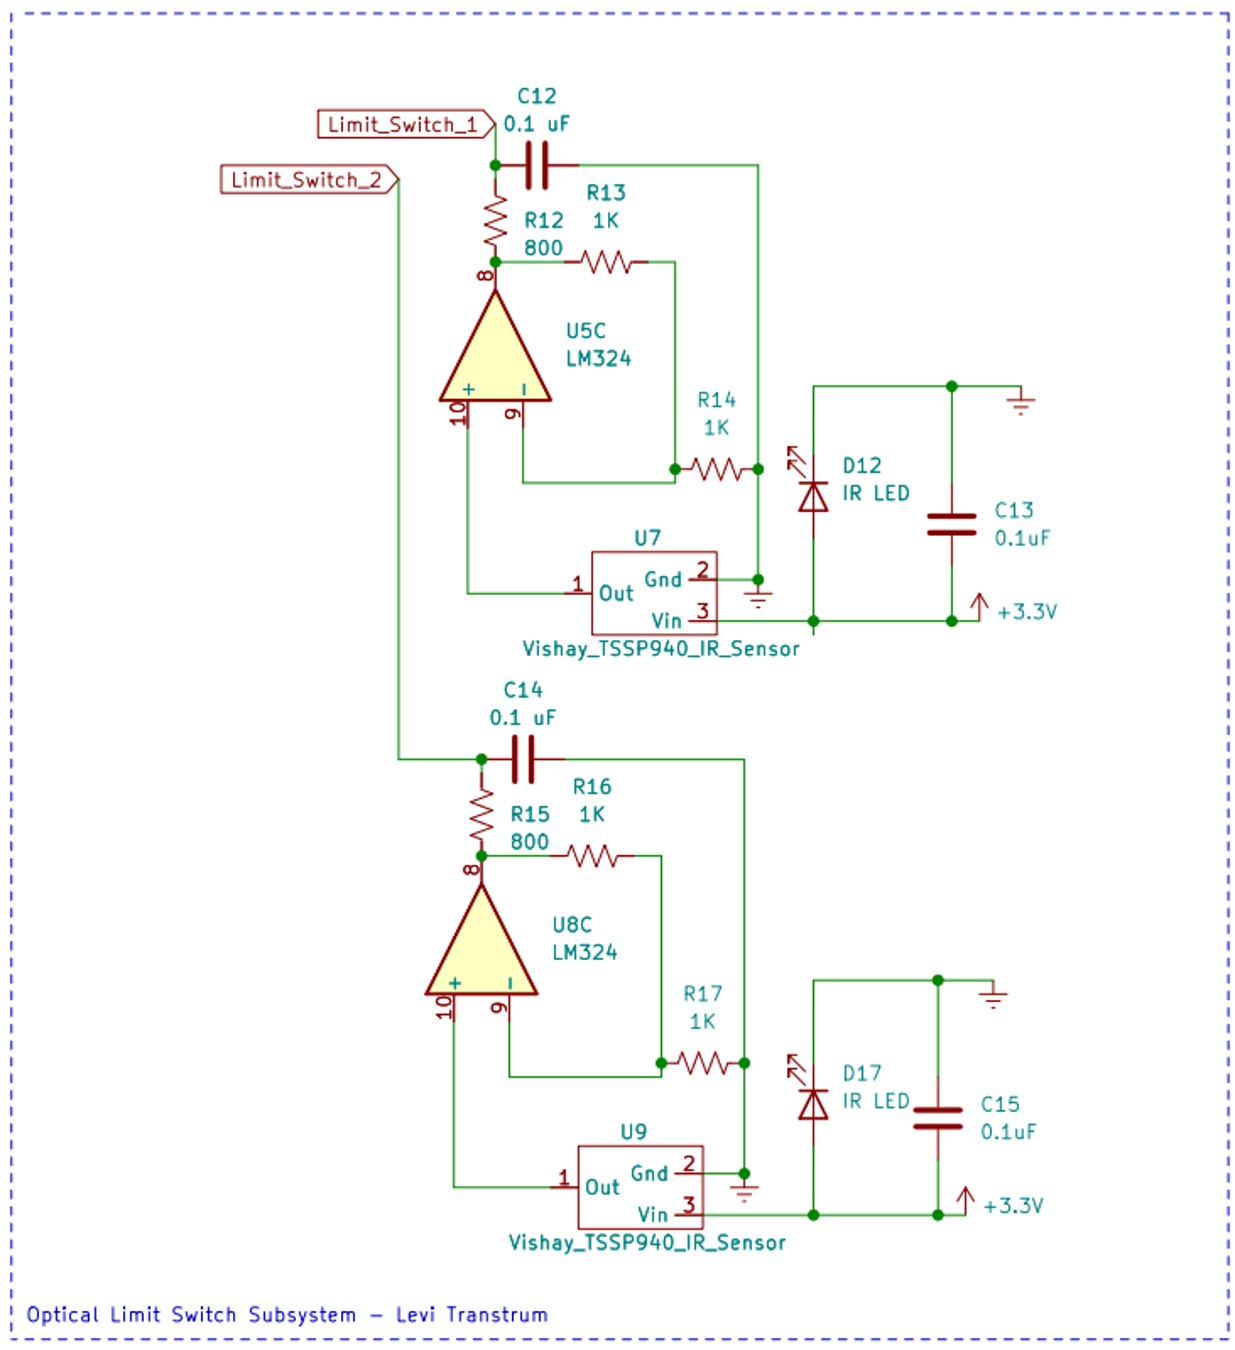 C12
0.1 uF
Limit_Switch_1
Limit_Switch_2
R13
1K
R12
800
8
U5C
LM324
+ -
10 9
R14
1K
D12
IR LED
C13
0.1uF
U7
1 Out
Gnd 2
Vin 3
+3.3V
Vishay_TSSP940_IR_Sensor
C14
0.1 uF
R16
1K
R15
800
8
U8C
LM324
+ -
10 9
R17
1K
D17
IR LED
C15
0.1uF
U9
1 Out
Gnd 2
Vin 3
+3.3V
Vishay_TSSP940_IR_Sensor
Optical Limit Switch Subsystem - Levi Transtrum